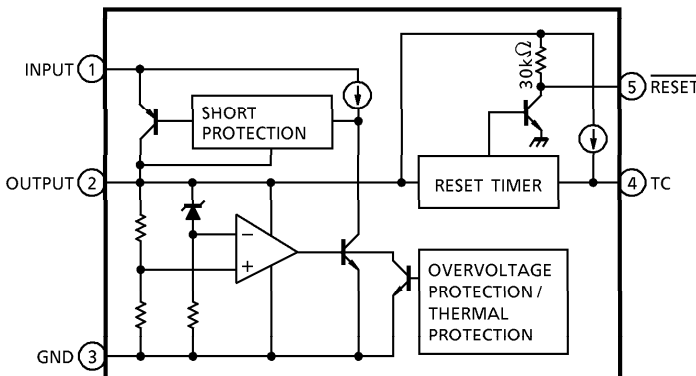 INPUT 1
SHORT
PROTECTION
30kΩ
5 RESET
OUTPUT 2
RESET TIMER
4 TC
OVERVOLTAGE
PROTECTION /
THERMAL
PROTECTION
GND 3
-
+